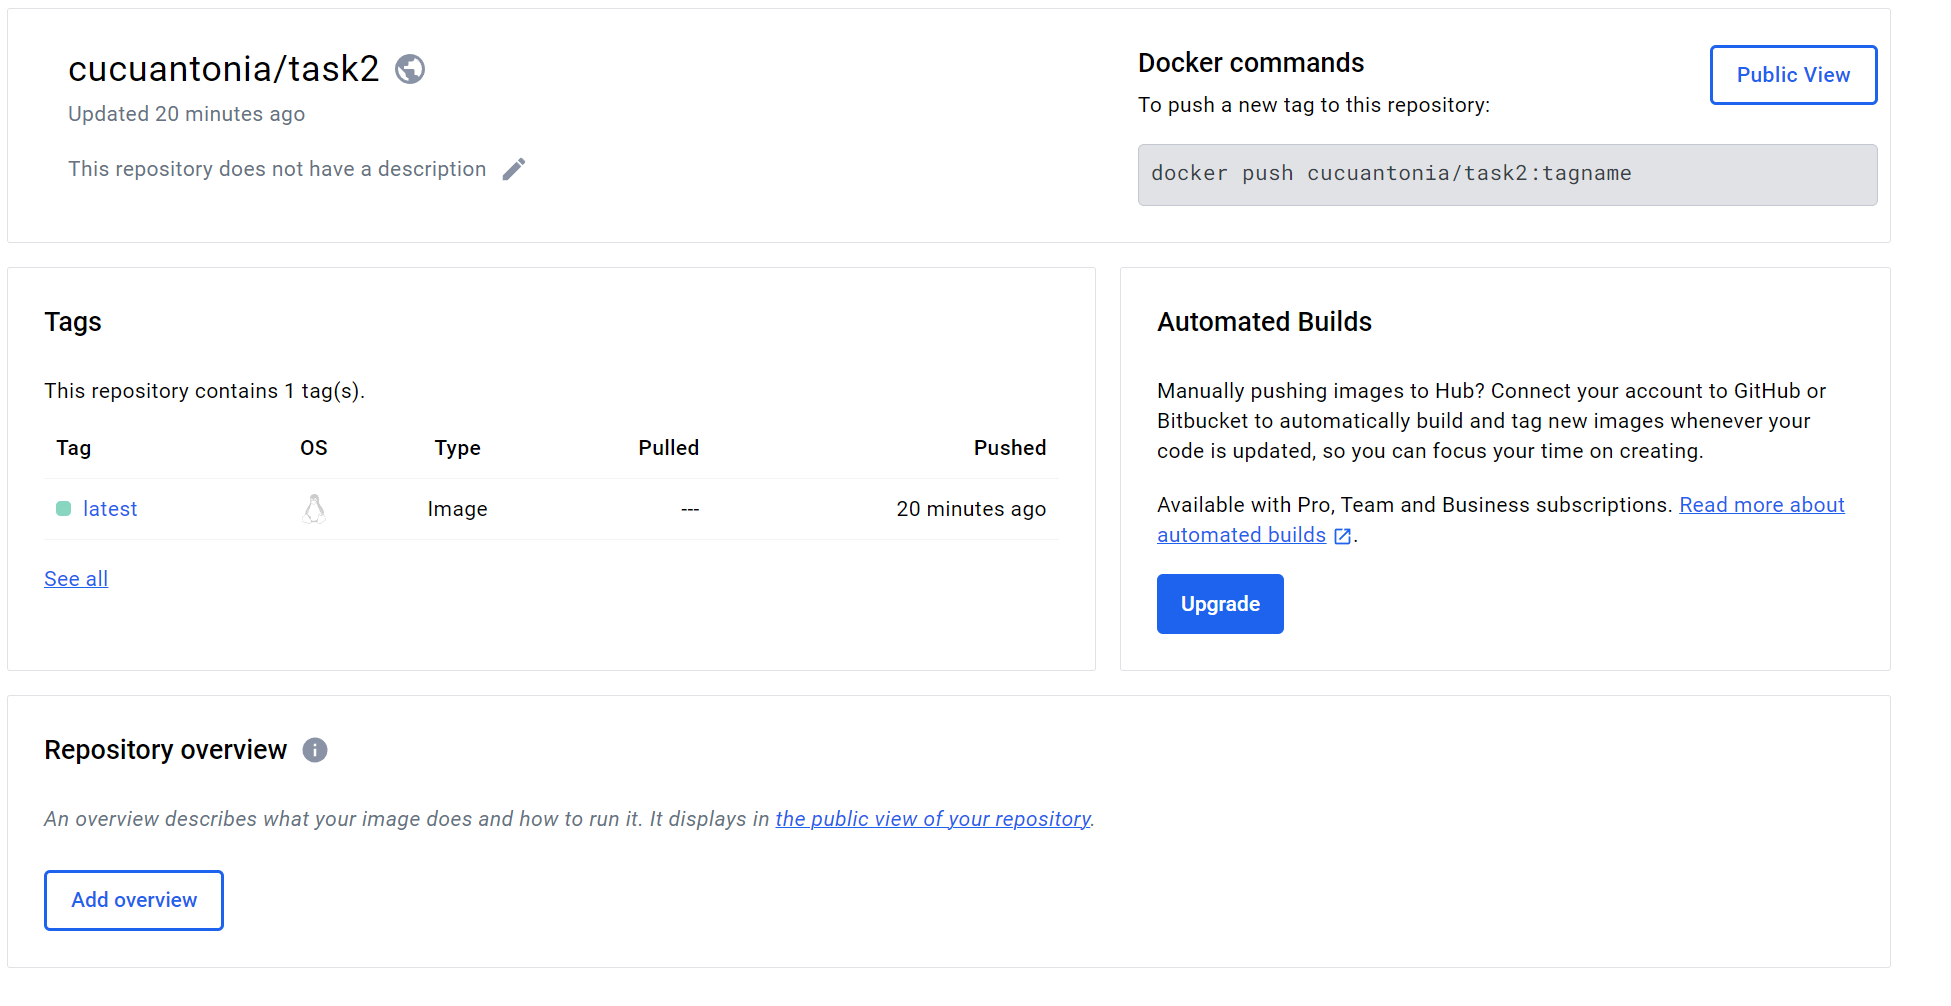 cucuantonia/task2
Updated 20 minutes ago
This repository does not have a description
Docker commands
Public View
To push a new tag to this repository:
docker push cucuantonia/task2:tagname
Tags
This repository contains 1 tag(s).
Tag OS Type Pulled Pushed
latest Image --- 20 minutes ago
See all
Automated Builds
Manually pushing images to Hub? Connect your account to GitHub or
Bitbucket to automatically build and tag new images whenever your
code is updated, so you can focus your time on creating.
Available with Pro, Team and Business subscriptions. Read more about
automated builds .
Upgrade
Repository overview
An overview describes what your image does and how to run it. It displays in the public view of your repository.
Add overview